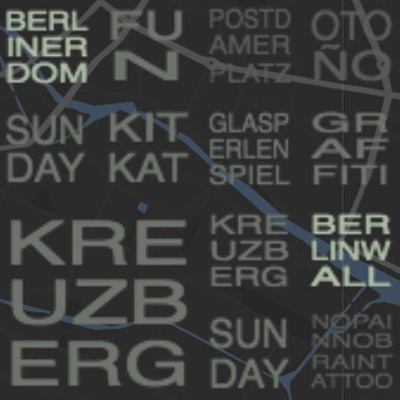 BERL
INER
DOM
FU
N
POSTD
AMER
PLATZ
OTO
ÑO
SUN
DAY
KIT
KAT
GLASP
ERLEN
SPIEL
GR
AF
FITI
KRE
UZB
ERG
KRE
UZB
ERG
BER
LINW
ALL
SUN
DAY
NOPAI
NNOB
RAINT
ATTOO